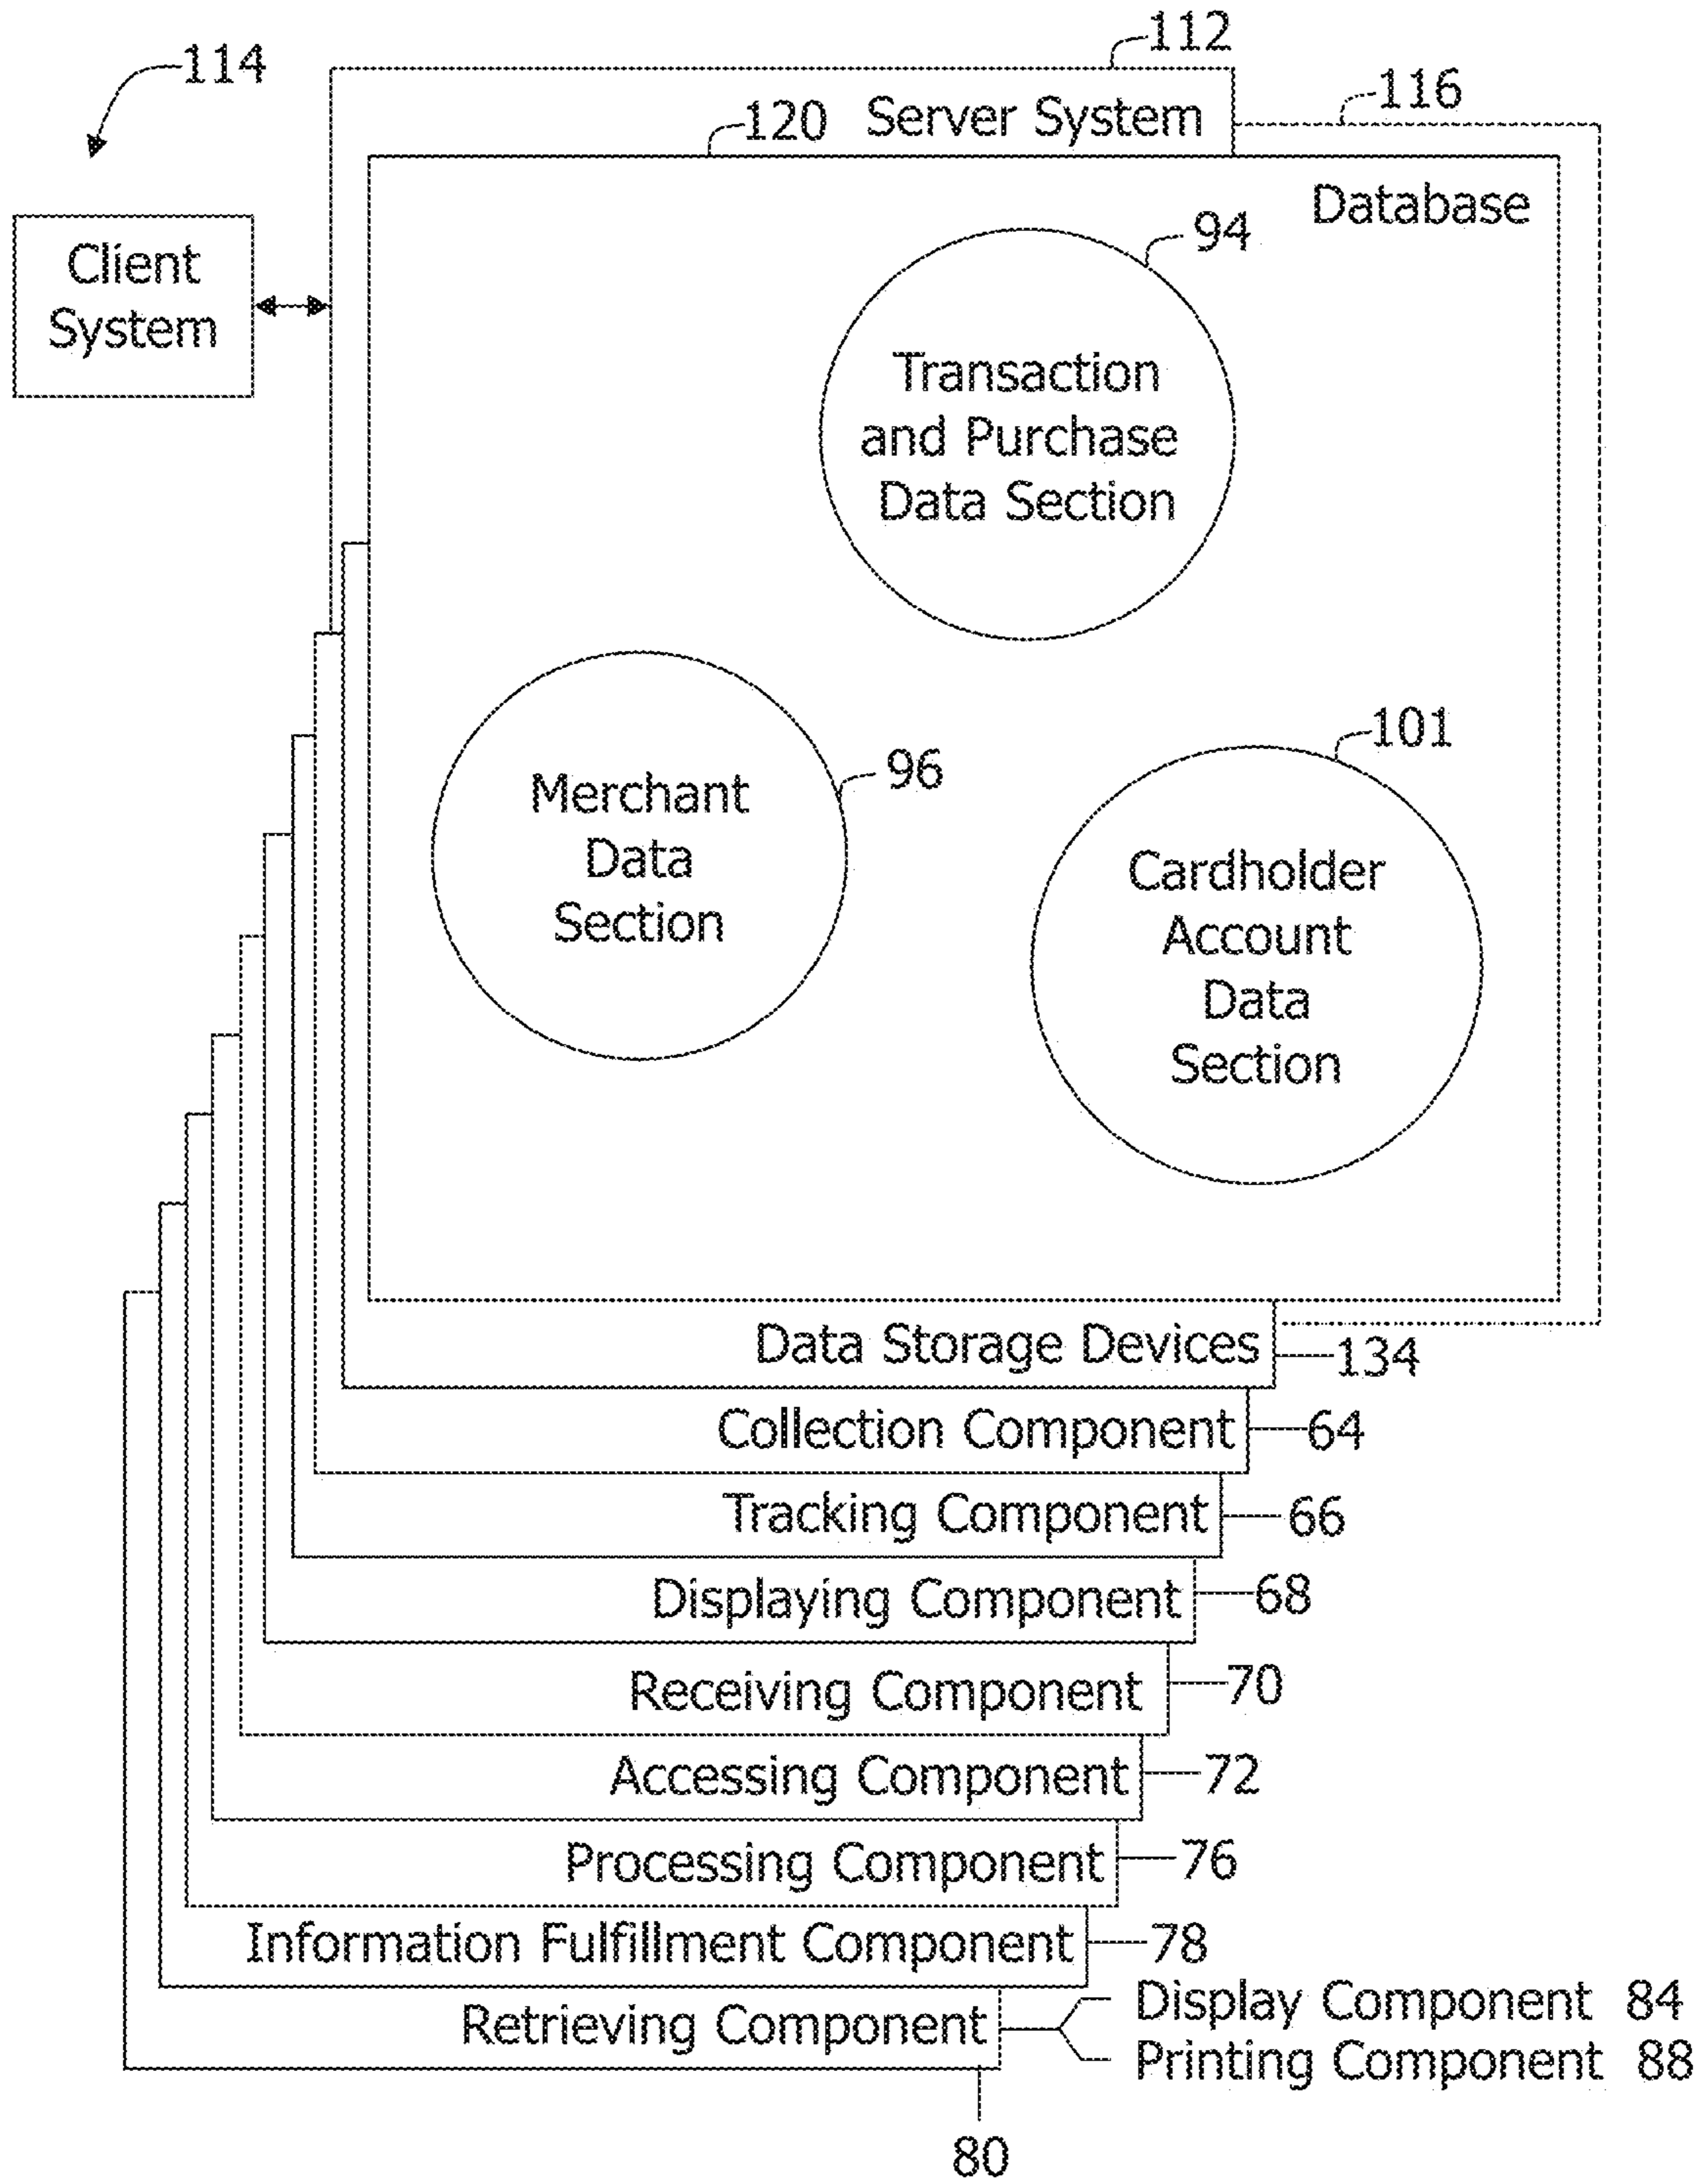 112
114
116
120 Server System
Database
94
Client
System
Transaction
and Purchase
Data Section
101
96
Merchant
Data
Section
Cardholder
Account
Data
Section
Data Storage Devices
134
Collection Component
64
Tracking Component
66
Displaying Component
68
Receiving Component
70
Accessing Component
72
Processing Component
76
Information Fulfillment Component
78
Retrieving Component
Display Component 84
Printing Component 88
80